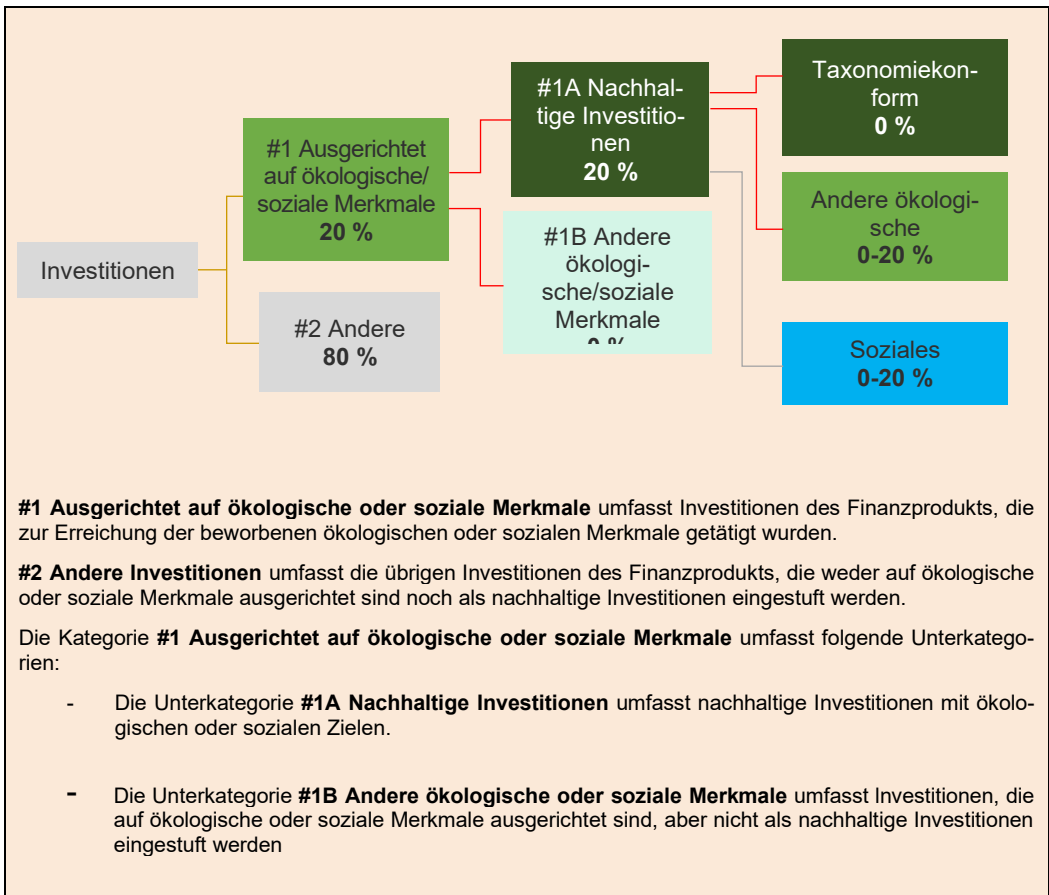 Investitionen
#1 Ausgerichtet
auf ökologische/
soziale Merkmale
20 %
#2 Andere
80 %
#1A Nachhal-
tige Investitio-
nen
20 %
#1B Andere
ökologi-
sche/soziale
Merkmale
0 %
Taxonomiekon-
form
0 %
Andere ökologi-
sche
0-20 %
Soziales
0-20 %
#1 Ausgerichtet auf ökologische oder soziale Merkmale umfasst Investitionen des Finanzprodukts, die
zur Erreichung der beworbenen ökologischen oder sozialen Merkmale getätigt wurden.
#2 Andere Investitionen umfasst die übrigen Investitionen des Finanzprodukts, die weder auf ökologische
oder soziale Merkmale ausgerichtet sind noch als nachhaltige Investitionen eingestuft werden.
Die Kategorie #1 Ausgerichtet auf ökologische oder soziale Merkmale umfasst folgende Unterkatego-
rien:
- Die Unterkategorie #1A Nachhaltige Investitionen umfasst nachhaltige Investitionen mit ökolo-
gischen oder sozialen Zielen.
- Die Unterkategorie #1B Andere ökologische oder soziale Merkmale umfasst Investitionen, die
auf ökologische oder soziale Merkmale ausgerichtet sind, aber nicht als nachhaltige Investitionen
eingestuft werden